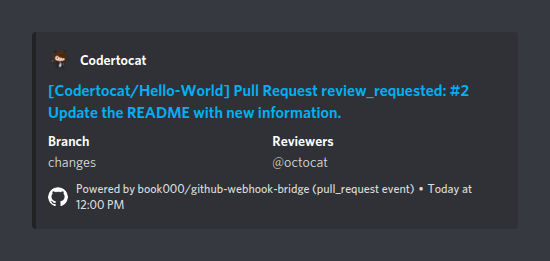 Codertocat
[Codertocat/Hello-World] Pull Request review_requested: #2
Update the README with new information.
Branch
Reviewers
changes
@octocat
Powered by book000/github-webhook-bridge (pull_request event) • Today at
12:00 PM